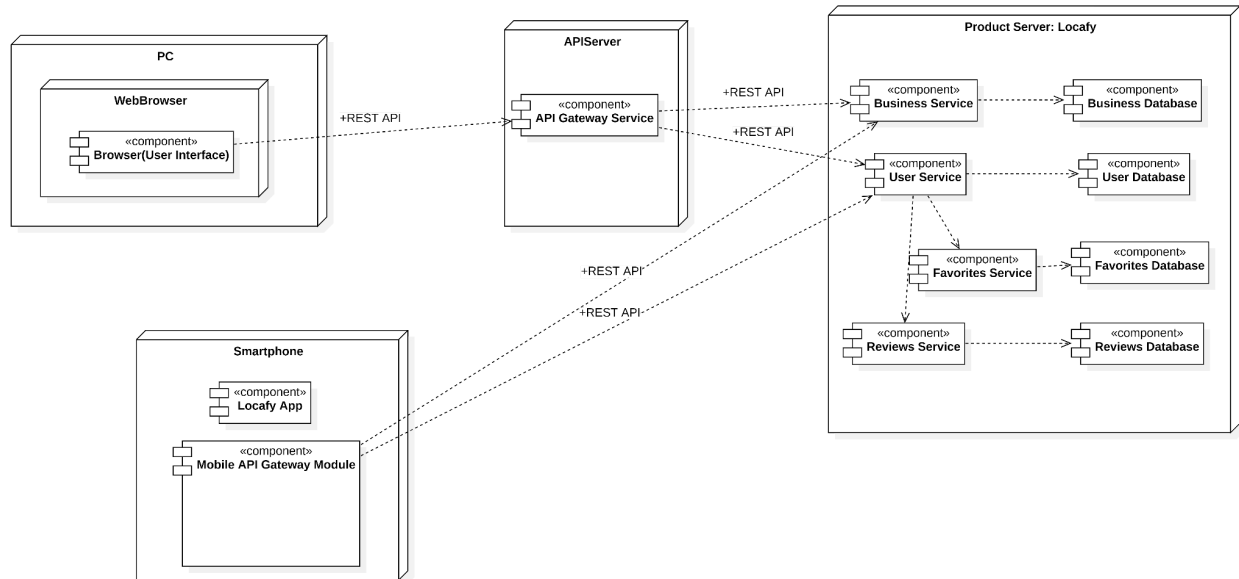 PC
WebBrowser
«component»
Browser(User Interface)
+REST API
APIServer
«component»
API Gateway Service
+REST API
+REST API
Product Server: Locafy
«component»
Business Service
«component»
Business Database
«component»
User Service
«component»
User Database
«component»
Favorites Service
«component»
Favorites Database
«component»
Reviews Service
«component»
Reviews Database
+REST API
+REST API
Smartphone
«component»
Locafy App
«component»
Mobile API Gateway Module